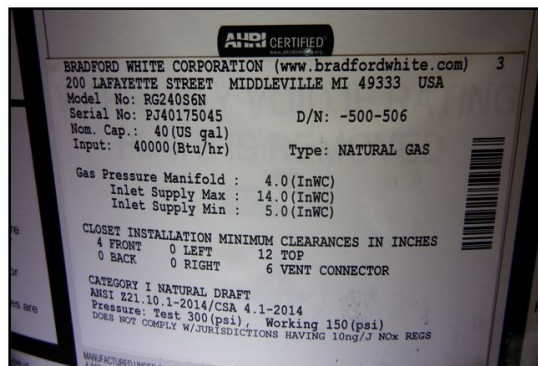 AHRI CERTIFIED
BRADFORD WHITE CORPORATION (www.bradfordwhite.com) 3
200 LAFAYETTE STREET MIDDLEVILLE MI 49333 USA
Model No: RG240S6N
Serial No: PJ40175045 D/N: -500-506
Nom. Cap.: 40(US gal)
Input: 40000(Btu/hr) Type: NATURAL GAS
Gas Pressure Manifold : 4.0(InWC)
Inlet Supply Max : 14.0(InWC)
Inlet Supply Min : 5.0(InWC)
CLOSET INSTALLATION MINIMUM CLEARANCES IN INCHES
4 FRONT 0 LEFT 12 TOP
0 BACK 0 RIGHT 6 VENT CONNECTOR
CATEGORY I NATURAL DRAFT
ANSI Z21.10.1-2014/CSA 4.1-2014
Pressure: Test 300(psi), Working 150(psi)
DOES NOT COMPLY W/JURISDICTIONS HAVING 10ng/J NOx REGS
es are